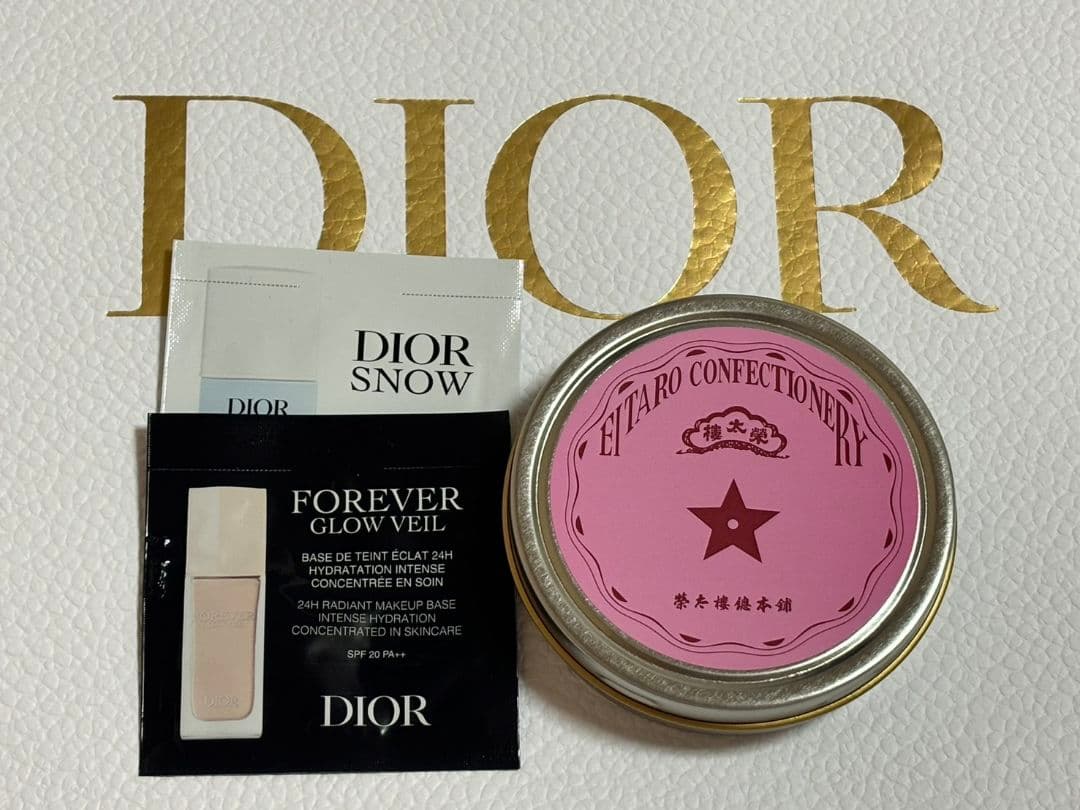 DIOR
DIOR
SNOW
DIOR
FOREVER
GLOW VEIL
BASE DE TEINT ÉCLAT 24H
HYDRATATION INTENSE
CONCENTRÉE EN SOIN
24H RADIANT MAKEUP BASE
INTENSE HYDRATION
CONCENTRATED IN SKINCARE
SPF 20 PA++
DIOR
FOREVER
DIOR
EITARO CONFECTIONERY
樓太榮
榮太樓總本鋪